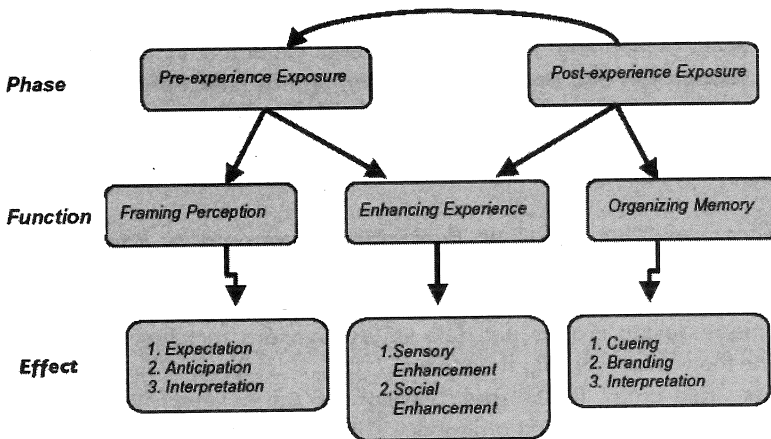 Phase
Pre-experience Exposure
Post-experience Exposure
Function
Framing Perception
Enhancing Experience
Organizing Memory
Effect
1. Expectation
2. Anticipation
3. Interpretation
1.Sensory
Enhancement
2.Social
Enhancement
1. Cueing
2. Branding
3. Interpretation